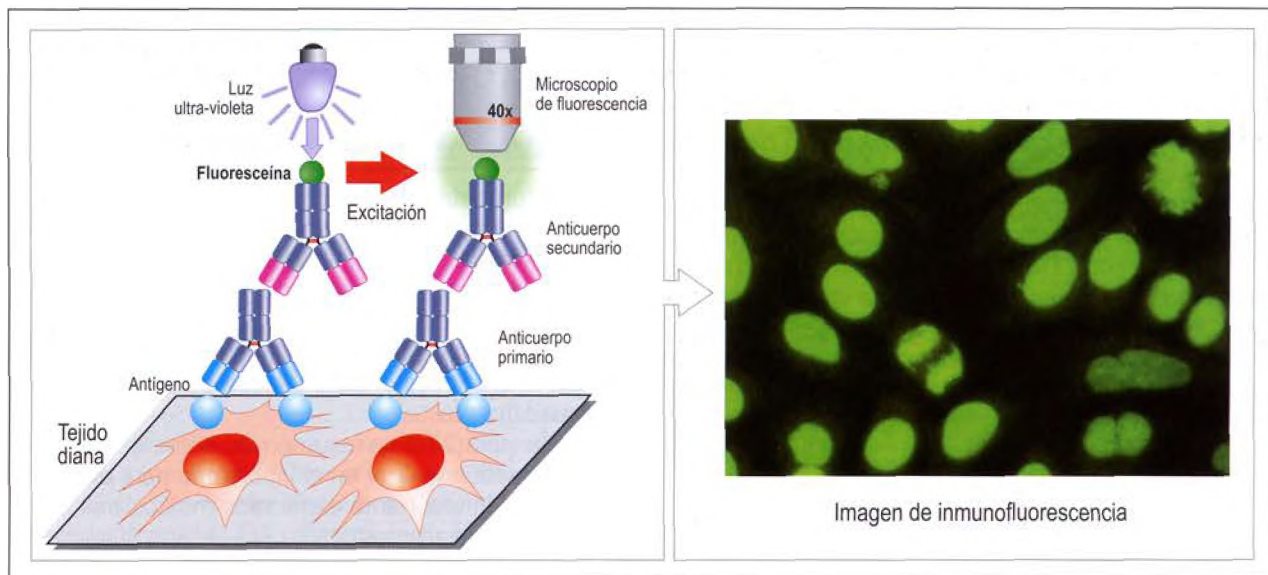 Luz
ultra-violeta
Microscopio
de fluorescencia
40x
Fluoresceína
Excitación
Anticuerpo
secundario
Anticuerpo
primario
Antígeno
Tejido
diana
Imagen de inmunofluorescencia